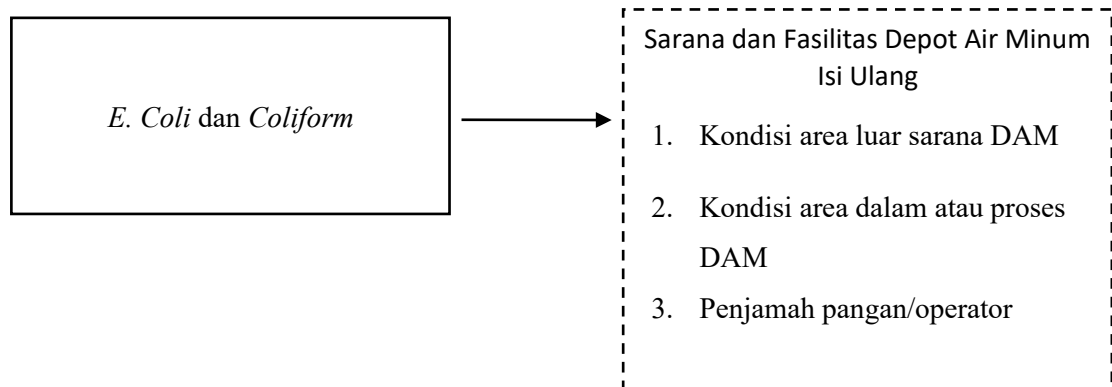 E. Coli dan Coliform
Sarana dan Fasilitas Depot Air Minum
Isi Ulang
1. Kondisi area luar sarana DAM
2. Kondisi area dalam atau proses
DAM
3. Penjamah pangan/operator